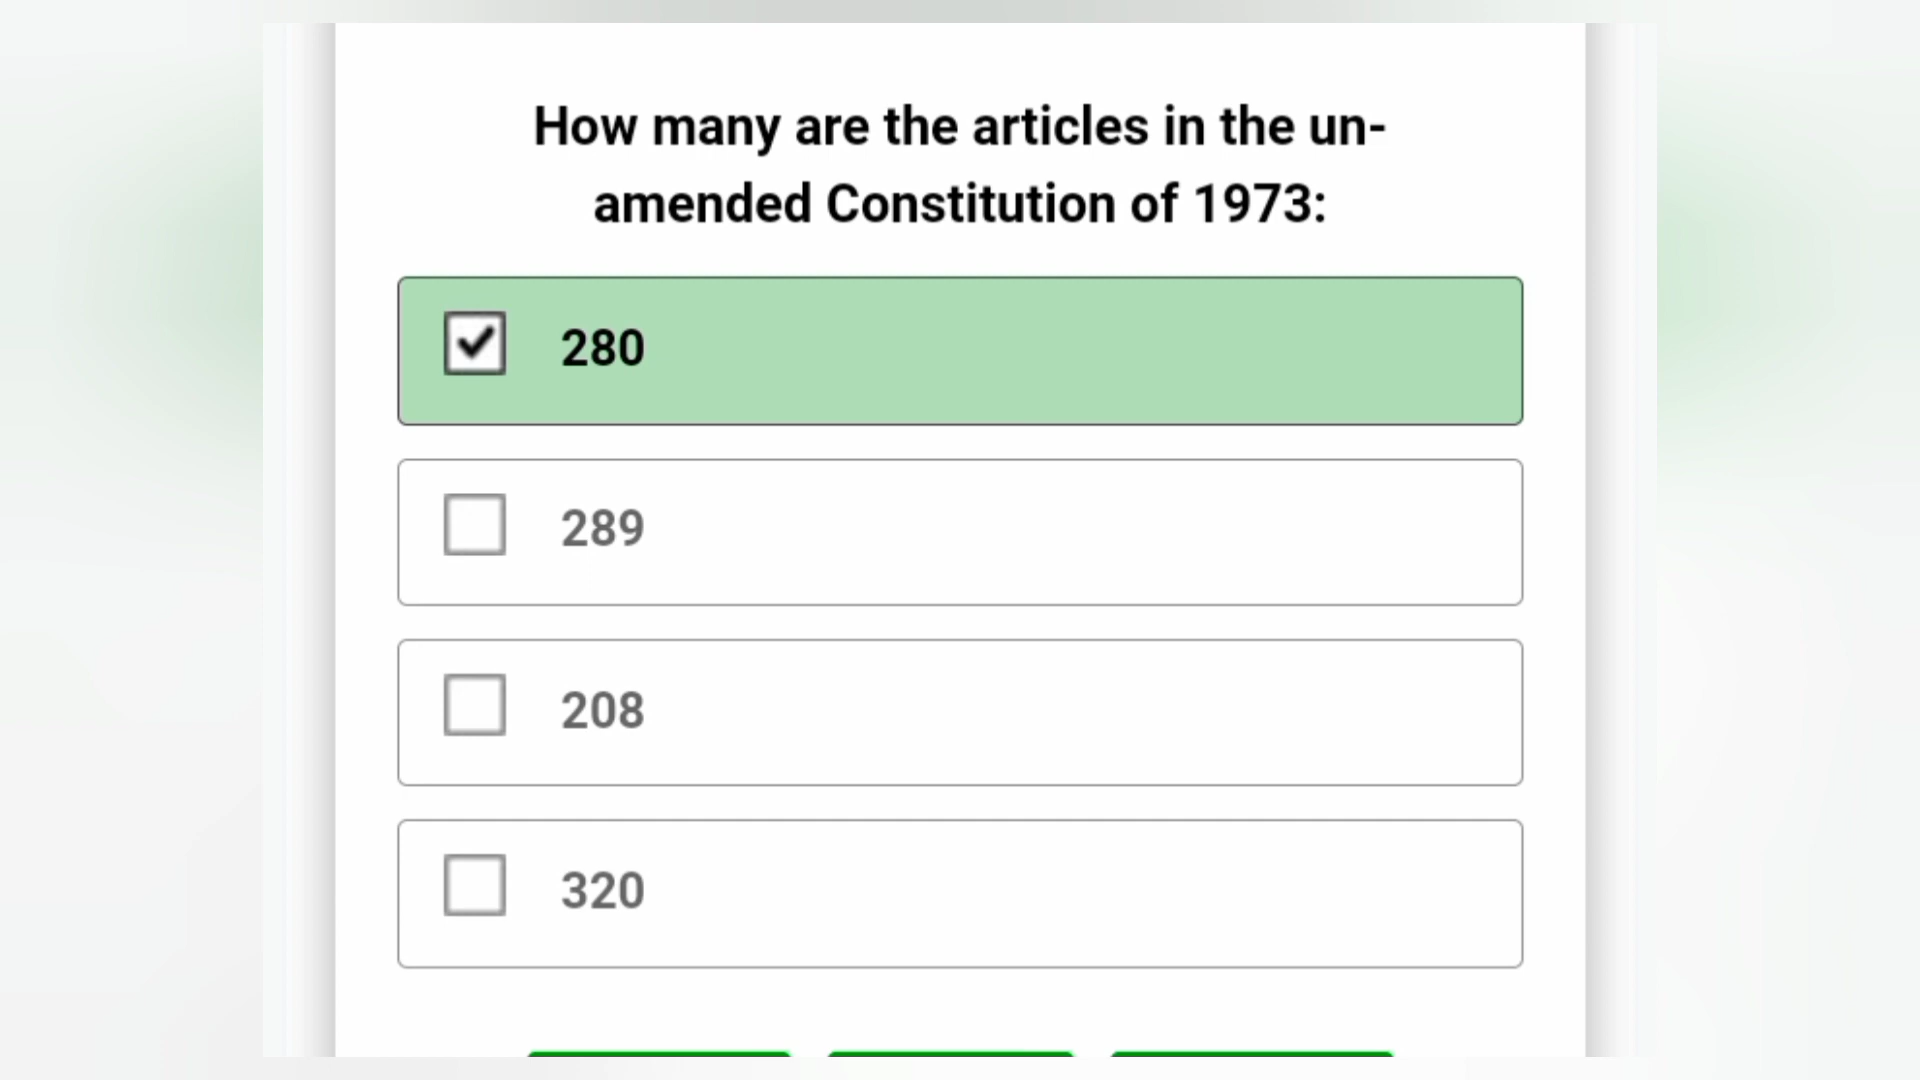 How many are the articles in the un-
amended Constitution of 1973:
280
289
208
320